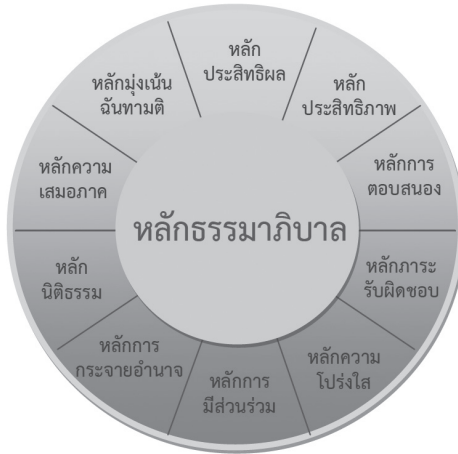 หลัก
ประสิทธิผล
หลัก
ประสิทธิภาพ
หลักการ
ตอบสนอง
หลักภาระ
รับผิดชอบ
หลักความ
โปร่งใส
หลักการ
มีส่วนร่วม
หลักการ
กระจายอำนาจ
หลัก
นิติธรรม
หลักความ
เสมอภาค
หลักมุ่งเน้น
ฉันทามติ
หลักธรรมาภิบาล